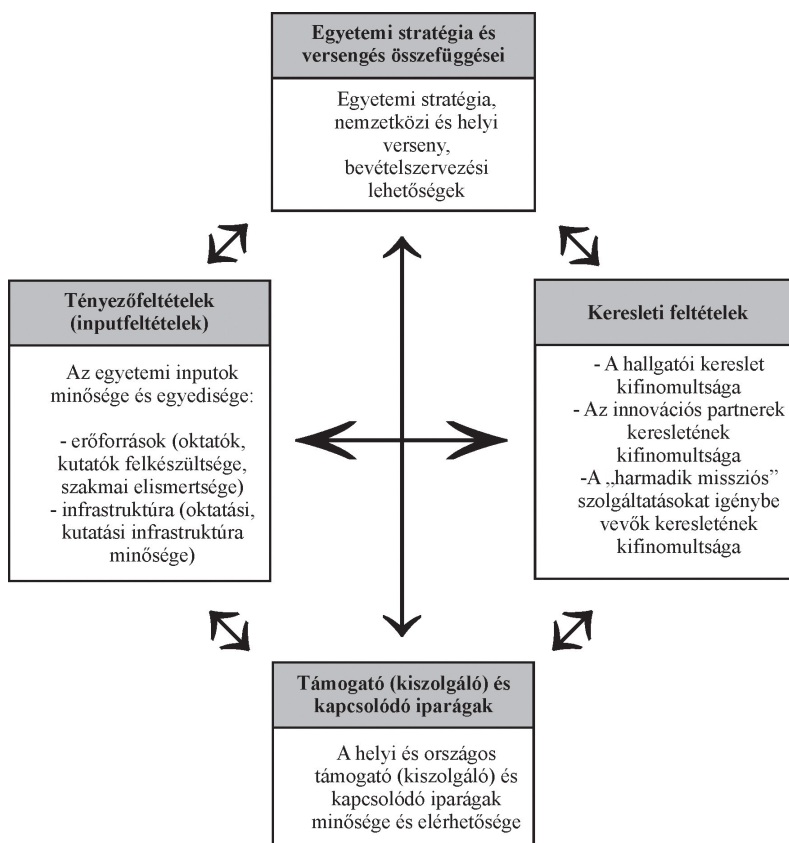 Egyetemi stratégia és
versengés összefüggései
Egyetemi stratégia,
nemzetközi és helyi
verseny,
bevételszervezési
lehetőségek
Tényezőfeltételek
(inputfeltételek)
Az egyetemi inputok
minősége és egyedisége:
- erőforrások (oktatók,
kutatók felkészültsége,
szakmai elismertsége)
- infrastruktúra (oktatási,
kutatási infrastruktúra
minősége)
Keresleti feltételek
- A hallgatói kereslet
kifinomultsága
- Az innovációs partnerek
keresletének
kifinomultsága
-A „harmadik missziós”
szolgáltatásokat igénybe
vevők keresletének
kifinomultsága
Támogató (kiszolgáló) és
kapcsolódó iparágak
A helyi és országos
támogató (kiszolgáló) és
kapcsolódó iparágak
minősége és elérhetősége